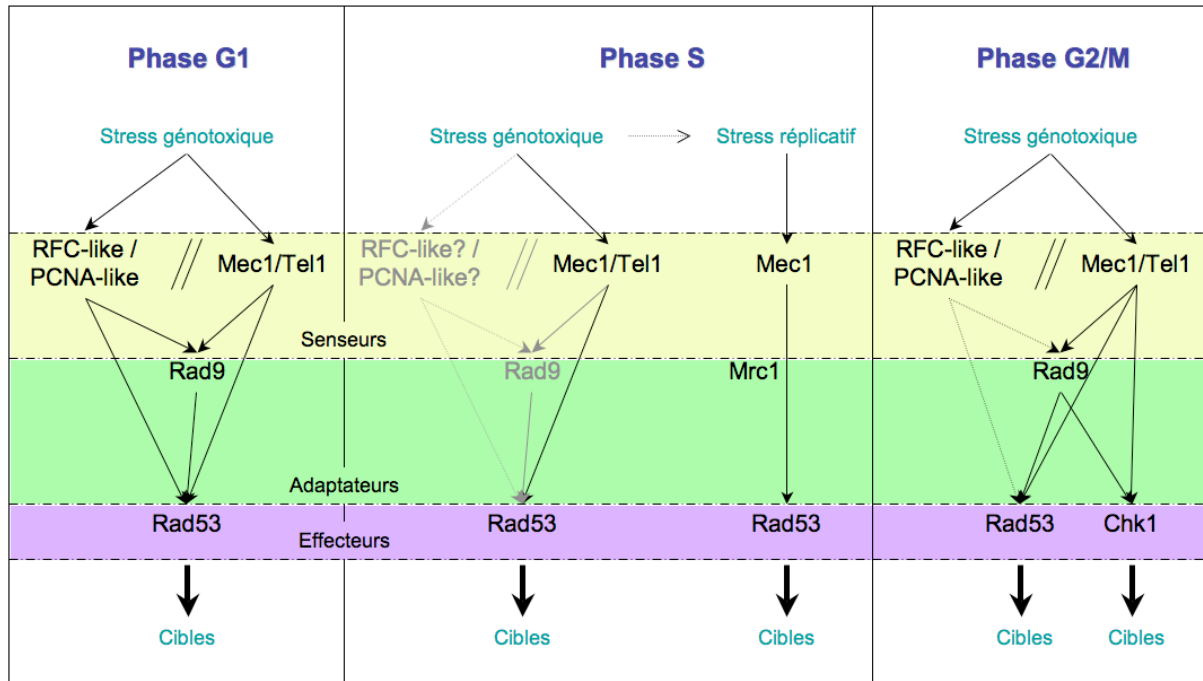 Phase G1
Phase S
Phase G2/M
Stress génotoxique
Stress génotoxique
Stress réplicatif
Stress génotoxique
RFC-like /
PCNA-like
//
Mec1/Tel1
RFC-like? /
PCNA-like?
//
Mec1/Tel1
Mec1
RFC-like /
PCNA-like
//
Mec1/Tel1
Senseurs
Rad9
Rad9
Mrc1
Rad9
Adaptateurs
Rad53
Rad53
Rad53
Rad53
Chk1
Effecteurs
Cibles
Cibles
Cibles
Cibles
Cibles